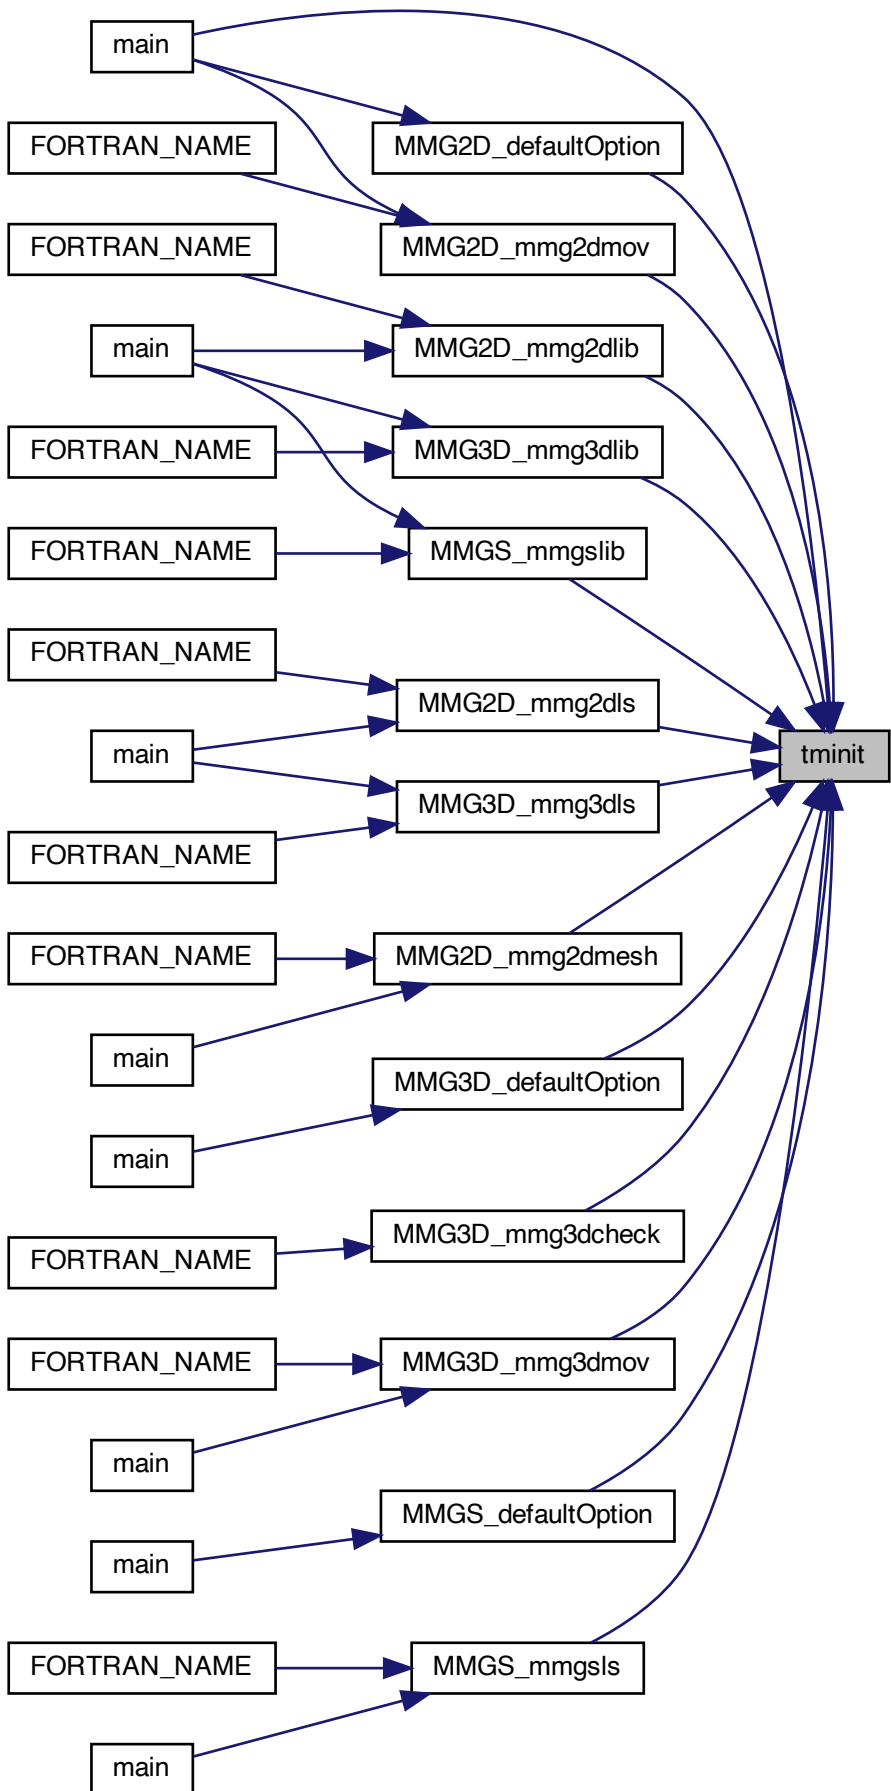 main
MMG2D_defaultOption
FORTRAN_NAME
MMG2D_mmg2dmov
FORTRAN_NAME
MMG2D_mmg2dlib
main
MMG3D_mmg3dlib
FORTRAN_NAME
MMGS_mmgslib
FORTRAN_NAME
FORTRAN_NAME
MMG2D_mmg2dls
main
tminit
MMG3D_mmg3dls
FORTRAN_NAME
FORTRAN_NAME
MMG2D_mmg2dmesh
main
MMG3D_defaultOption
main
MMG3D_mmg3dcheck
FORTRAN_NAME
FORTRAN_NAME
MMG3D_mmg3dmov
main
MMGS_defaultOption
main
FORTRAN_NAME
MMGS_mmgsls
main